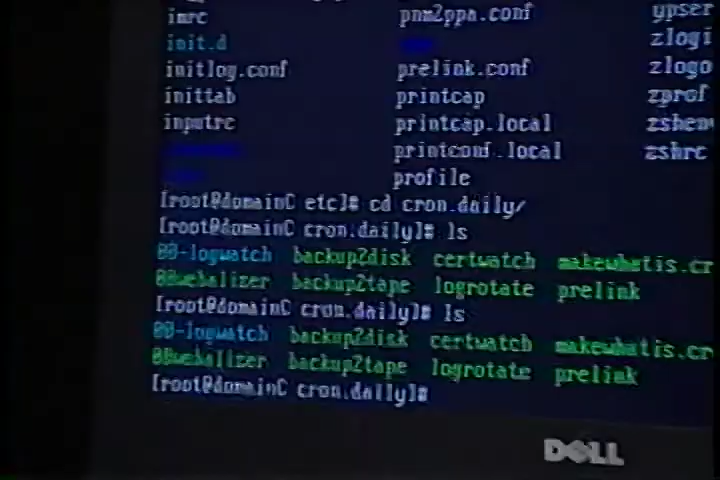 imrc pnm2ppa.conf ypser
init.d zlogi
initlog.conf prelink.conf zlogo
inittab printcap zprof
inputrc printcap.local zshenv
printconf.local zshrc
profile
[root@domainC etc]# cd cron.daily/
[root@domainC cron.daily]# ls
00-logwatch backup2disk certwatch makewhatis.cr
00webalizer backup2tape logrotate prelink
[root@domainC cron.daily]# ls
00-logwatch backup2disk certwatch makewhatis.cr
00webalizer backup2tape logrotate prelink
[root@domainC cron.daily]#
DELL